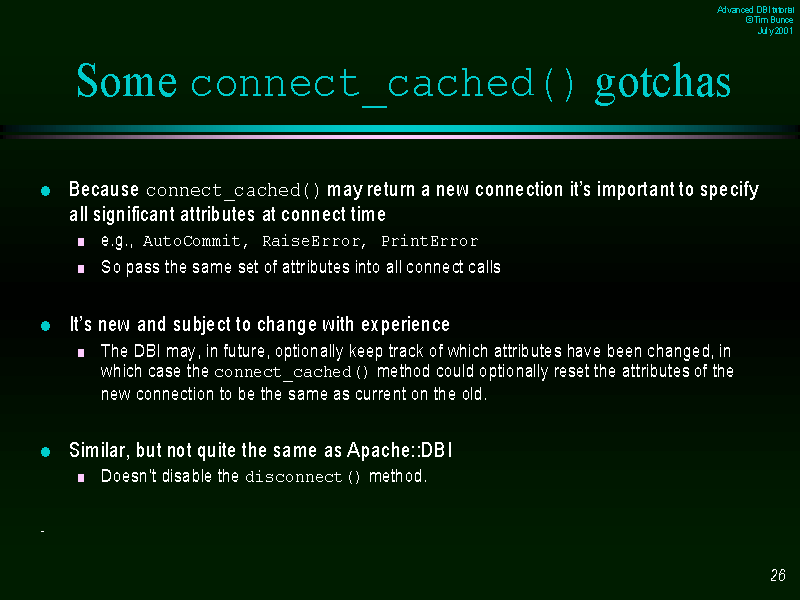 Advanced DBI tutorial
© Tim Bunce
July 2001
Some connect_cached() gotchas
Because connect_cached() may return a new connection it’s important to specify
all significant attributes at connect time
e.g., AutoCommit, RaiseError, PrintError
So pass the same set of attributes into all connect calls
It’s new and subject to change with experience
The DBI may, in future, optionally keep track of which attributes have been changed, in
which case the connect_cached() method could optionally reset the attributes of the
new connection to be the same as current on the old.
Similar, but not quite the same as Apache::DBI
Doesn’t disable the disconnect() method.
-
26